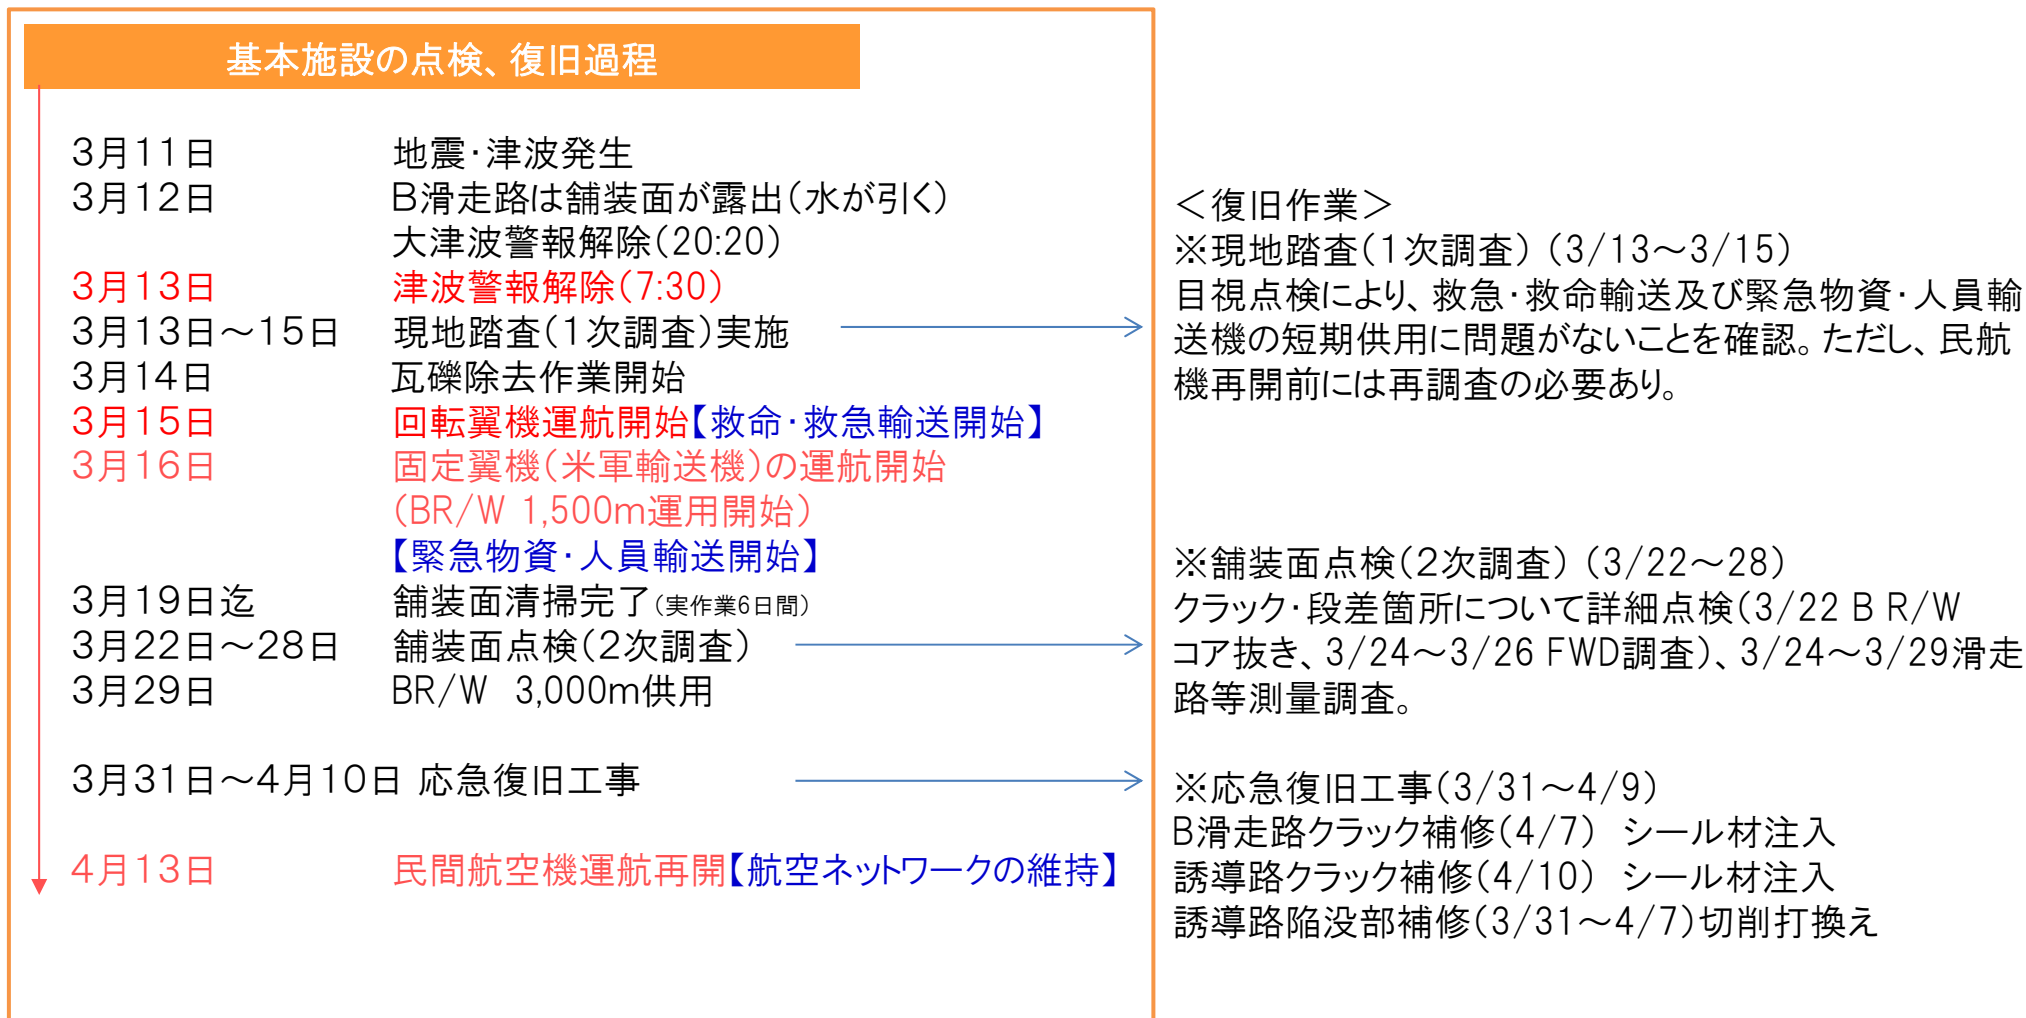 基本施設の点検、復旧過程
3月11日 地震・津波発生
3月12日 B滑走路は舗装面が露出(水が引く)
大津波警報解除(20:20)
3月13日 津波警報解除(7:30)
3月13日～15日 現地踏査(1次調査)実施
3月14日 瓦礫除去作業開始
3月15日 回転翼機運航開始【救命・救急輸送開始】
3月16日 固定翼機(米軍輸送機)の運航開始
(BR/W 1,500m運用開始)
【緊急物資・人員輸送開始】
3月19日迄 舗装面清掃完了(実作業6日間)
3月22日～28日 舗装面点検(2次調査)
3月29日 BR/W 3,000m供用
3月31日～4月10日 応急復旧工事
4月13日 民間航空機運航再開【航空ネットワークの維持】
＜復旧作業＞
※現地踏査(1次調査) (3/13～3/15)
目視点検により、救急・救命輸送及び緊急物資・人員輸
送機の短期供用に問題がないことを確認。ただし、民航
機再開前には再調査の必要あり。
※舗装面点検(2次調査) (3/22～28)
クラック・段差箇所について詳細点検(3/22 B R/W
コア抜き、3/24～3/26 FWD調査)、3/24～3/29滑走
路等測量調査。
※応急復旧工事(3/31～4/9)
B滑走路クラック補修(4/7) シール材注入
誘導路クラック補修(4/10) シール材注入
誘導路陥没部補修(3/31～4/7)切削打換え